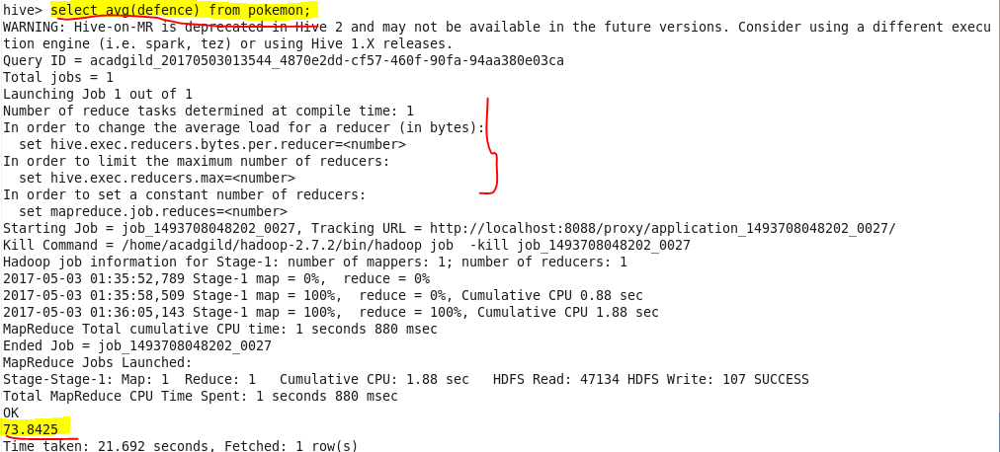 hive> select avg(defence) from pokemon;
WARNING: Hive-on-MR is deprecated in Hive 2 and may not be available in the future versions. Consider using a different execu
tion engine (i.e. spark, tez) or using Hive 1.X releases.
Query ID = acadgild_20170503013544_4870e2dd-cf57-460f-90fa-94aa380e03ca
Total jobs = 1
Launching Job 1 out of 1
Number of reduce tasks determined at compile time: 1
In order to change the average load for a reducer (in bytes):
  set hive.exec.reducers.bytes.per.reducer=<number>
In order to limit the maximum number of reducers:
  set hive.exec.reducers.max=<number>
In order to set a constant number of reducers:
  set mapreduce.job.reduces=<number>
Starting Job = job_1493708048202_0027, Tracking URL = http://localhost:8088/proxy/application_1493708048202_0027/
Kill Command = /home/acadgild/hadoop-2.7.2/bin/hadoop job  -kill job_1493708048202_0027
Hadoop job information for Stage-1: number of mappers: 1; number of reducers: 1
2017-05-03 01:35:52,789 Stage-1 map = 0%,  reduce = 0%
2017-05-03 01:35:58,509 Stage-1 map = 100%,  reduce = 0%, Cumulative CPU 0.88 sec
2017-05-03 01:36:05,143 Stage-1 map = 100%,  reduce = 100%, Cumulative CPU 1.88 sec
MapReduce Total cumulative CPU time: 1 seconds 880 msec
Ended Job = job_1493708048202_0027
MapReduce Jobs Launched:
Stage-Stage-1: Map: 1  Reduce: 1   Cumulative CPU: 1.88 sec   HDFS Read: 47134 HDFS Write: 107 SUCCESS
Total MapReduce CPU Time Spent: 1 seconds 880 msec
OK
73.8425
Time taken: 21.692 seconds, Fetched: 1 row(s)